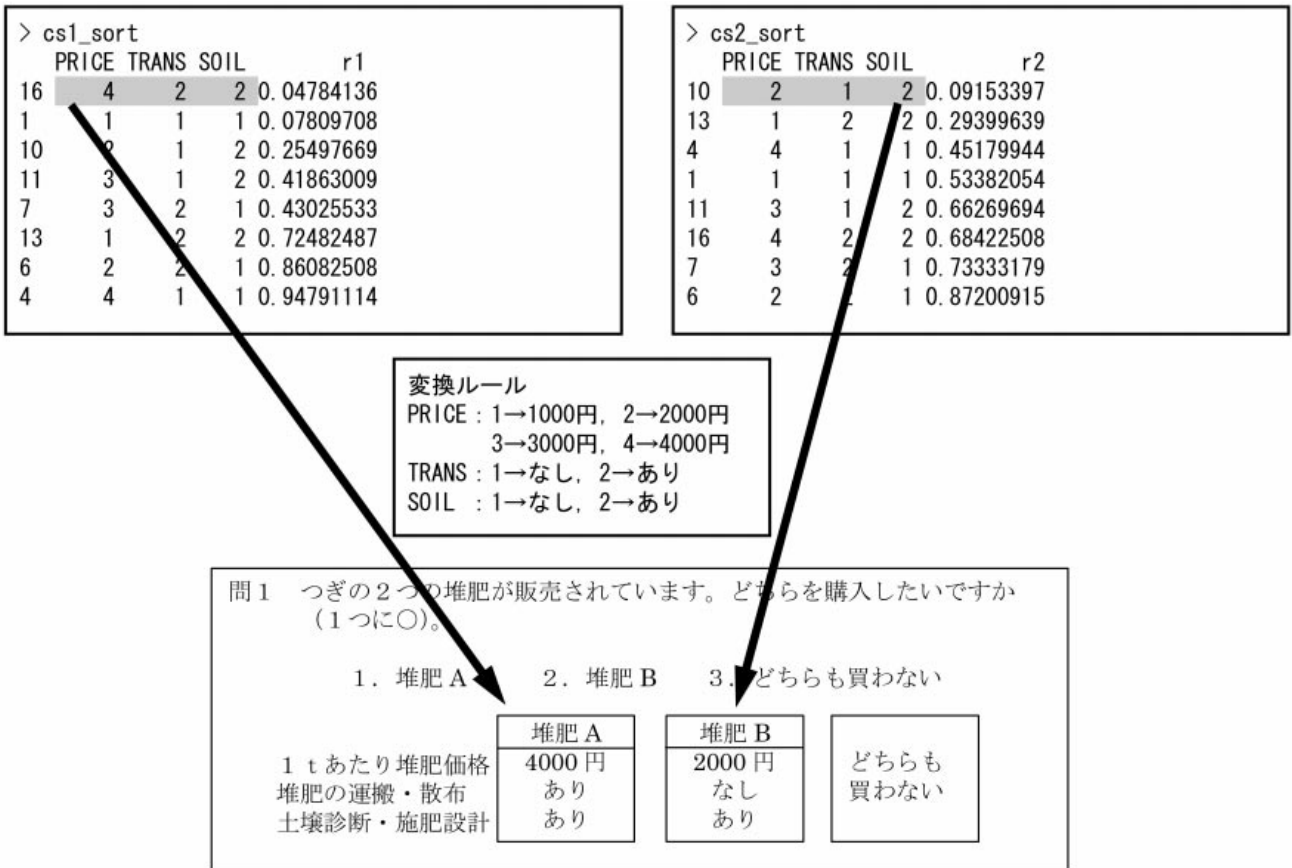 > cs1_sort
PRICE TRANS SOIL r1
16 4 2 2 0.04784136
1 1 1 1 0.07809708
10 2 1 2 0.25497669
11 3 1 2 0.41863009
7 3 2 1 0.43025533
13 1 2 2 0.72482487
6 2 2 1 0.86082508
4 4 1 1 0.94791114
> cs2_sort
PRICE TRANS SOIL r2
10 2 1 2 0.09153397
13 1 2 2 0.29399639
4 4 1 1 0.45179944
1 1 1 1 0.53382054
11 3 1 2 0.66269694
16 4 2 2 0.68422508
7 3 2 1 0.73333179
6 2 2 1 0.87200915
変換ルール
PRICE：1→1000円，2→2000円
3→3000円，4→4000円
TRANS：1→なし，2→あり
SOIL ：1→なし，2→あり
問１ つぎの２つの堆肥が販売されています。どちらを購入したいですか
（１つに○）。
１．堆肥 A ２．堆肥 B ３．どちらも買わない
堆肥 A 堆肥 B
１ｔあたり堆肥価格 4000 円 2000 円 どちらも
堆肥の運搬・散布 あり なし 買わない
土壌診断・施肥設計 あり あり